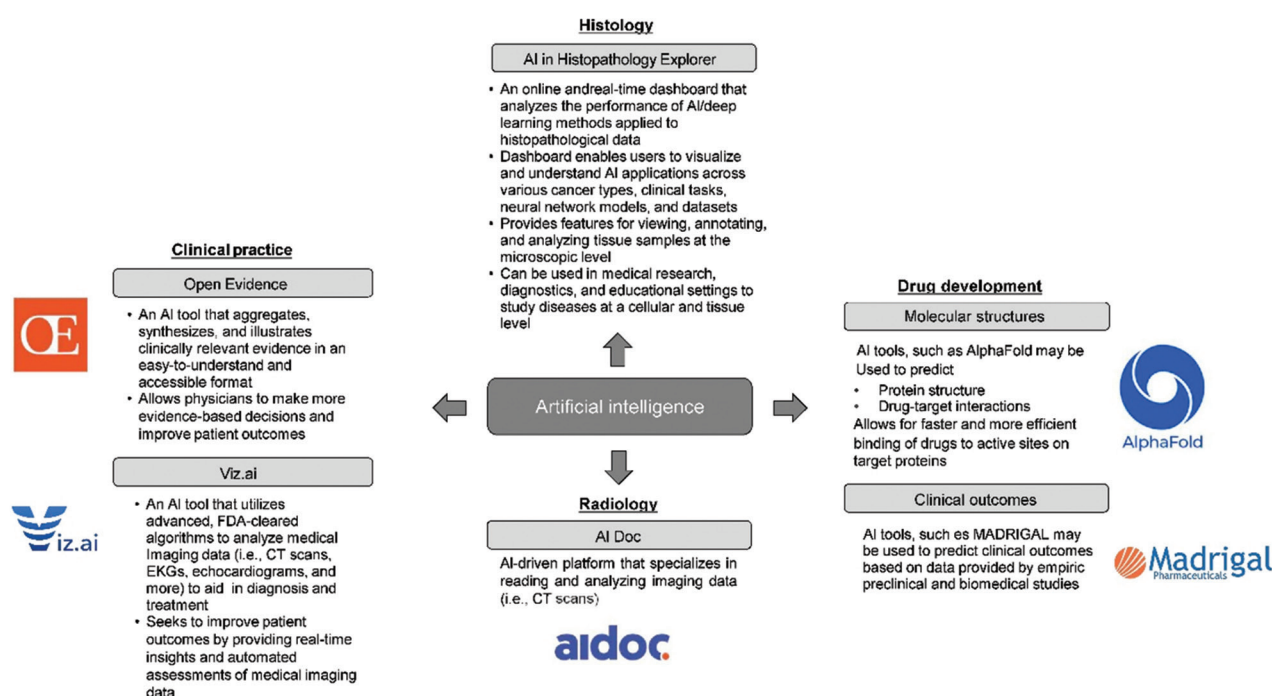 Histology
AI in Histopathology Explorer
• An online andreal-time dashboard that
analyzes the performance of AI/deep
learning methods applied to
histopathological data
• Dashboard enables users to visualize
and understand AI applications across
various cancer types, clinical tasks,
neural network models, and datasets
• Provides features for viewing, annotating,
and analyzing tissue samples at the
microscopic level
• Can be used in medical research,
diagnostics, and educational settings to
study diseases at a cellular and tissue
level
Clinical practice
Open Evidence
OE
• An AI tool that aggregates,
synthesizes, and illustrates
clinically relevant evidence in an
easy-to-understand and
accessible format
• Allows physicians to make more
evidence-based decisions and
improve patient outcomes
Viz.ai
Viz.ai
• An AI tool that utilizes
advanced, FDA-cleared
algorithms to analyze medical
Imaging data (i.e., CT scans,
EKGs, echocardiograms, and
more) to aid in diagnosis and
treatment
• Seeks to improve patient
outcomes by providing real-time
insights and automated
assessments of medical imaging
data
Artificial intelligence
Radiology
AI Doc
AI-driven platform that specializes in
reading and analyzing imaging data
(i.e., CT scans)
aidoc.
Drug development
Molecular structures
AI tools, such as AlphaFold may be
Used to predict
• Protein structure
• Drug-target interactions
Allows for faster and more efficient
binding of drugs to active sites on
target proteins
AlphaFold
Clinical outcomes
AI tools, such es MADRIGAL may
be used to predict clinical outcomes
based on data provided by empiric
preclinical and biomedical studies
Madrigal
Pharmaceuticals